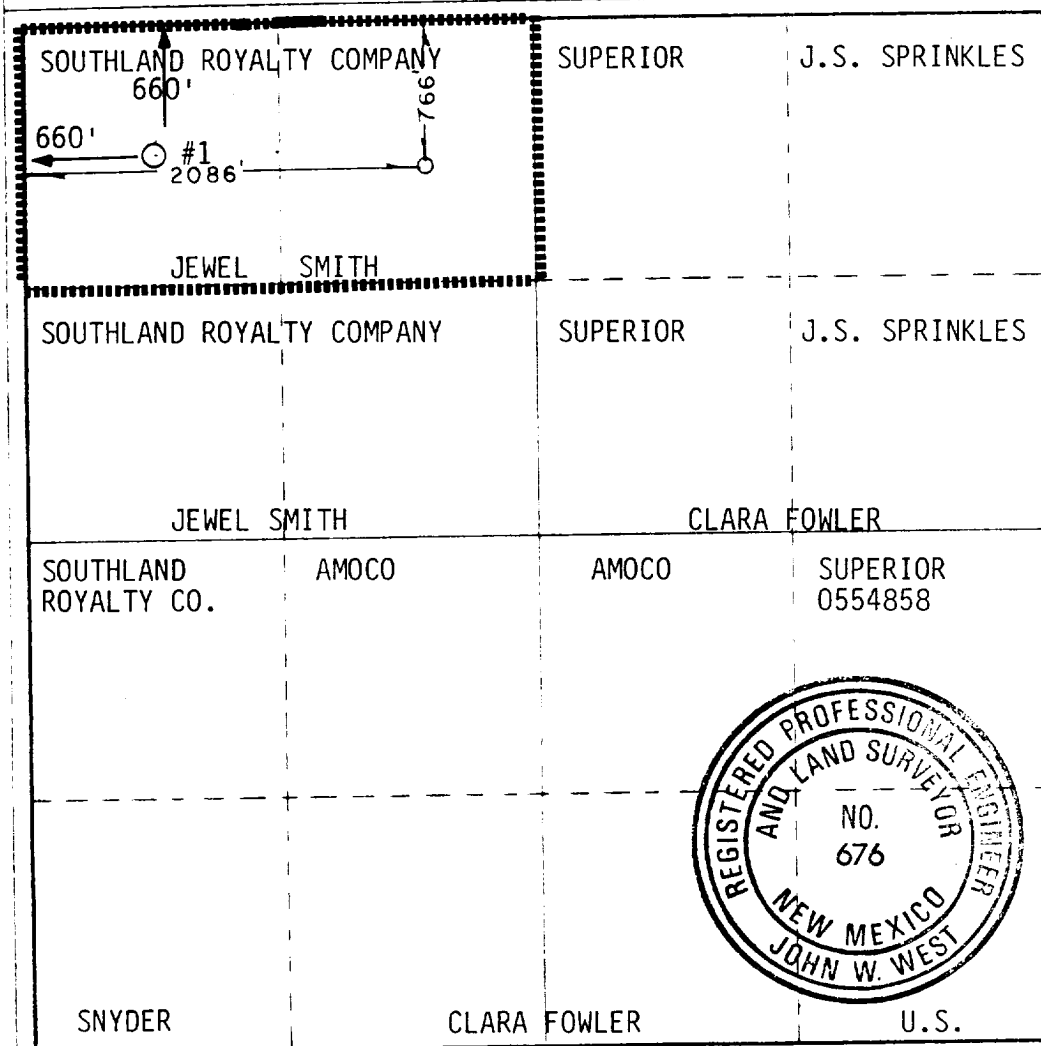 SOUTHLAND ROYALTY COMPANY
660'
660'
#1
2086'
766'
JEWEL SMITH
SUPERIOR
J.S. SPRINKLES
SOUTHLAND ROYALTY COMPANY
JEWEL SMITH
SUPERIOR
J.S. SPRINKLES
CLARA FOWLER
SOUTHLAND
ROYALTY CO.
SNYDER
AMOCO
AMOCO
CLARA FOWLER
SUPERIOR
0554858
U.S.
REGISTERED PROFESSIONAL ENGINEER
AND LAND SURVEYOR
NO.
676
NEW MEXICO
JOHN W. WEST